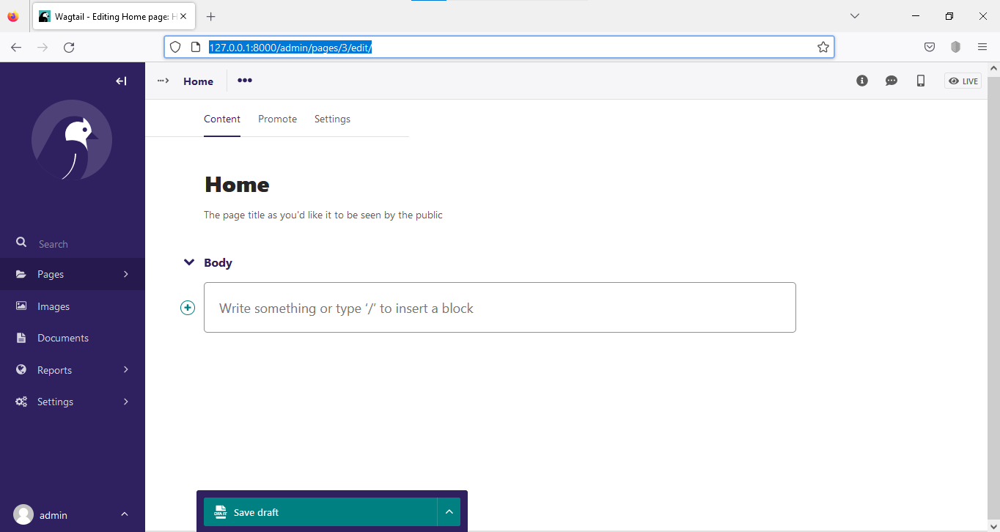 Wagtail - Editing Home page: H
127.0.0.1:8000/admin/pages/3/edit/
Home
LIVE
Content Promote Settings
Home
The page title as you'd like it to be seen by the public
Search
Body
Pages
Write something or type ‘/’ to insert a block
Images
Documents
Reports
Settings
DRAFT
Save draft
admin